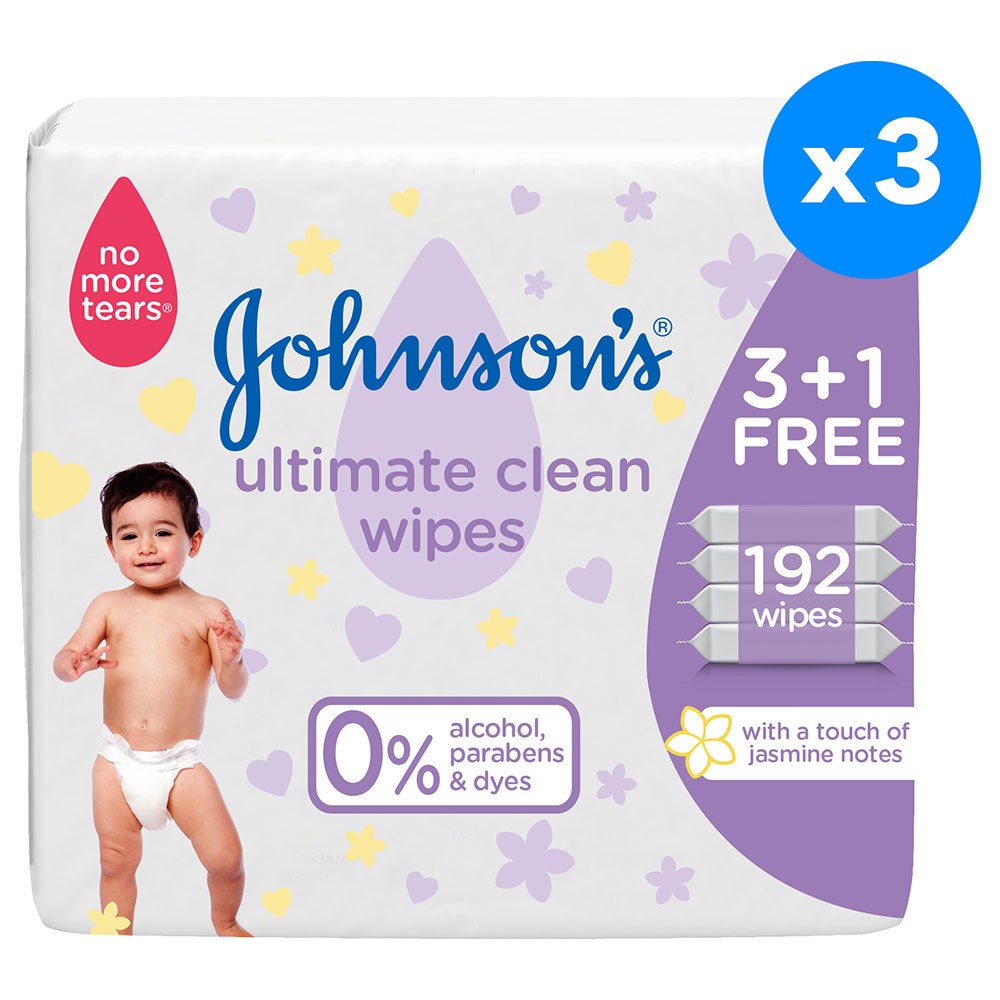 x3
no
more
tears®
Johnson's®
ultimate clean
wipes
3+1
FREE
192
wipes
0%
alcohol,
parabens
& dyes
with a touch of
jasmine notes